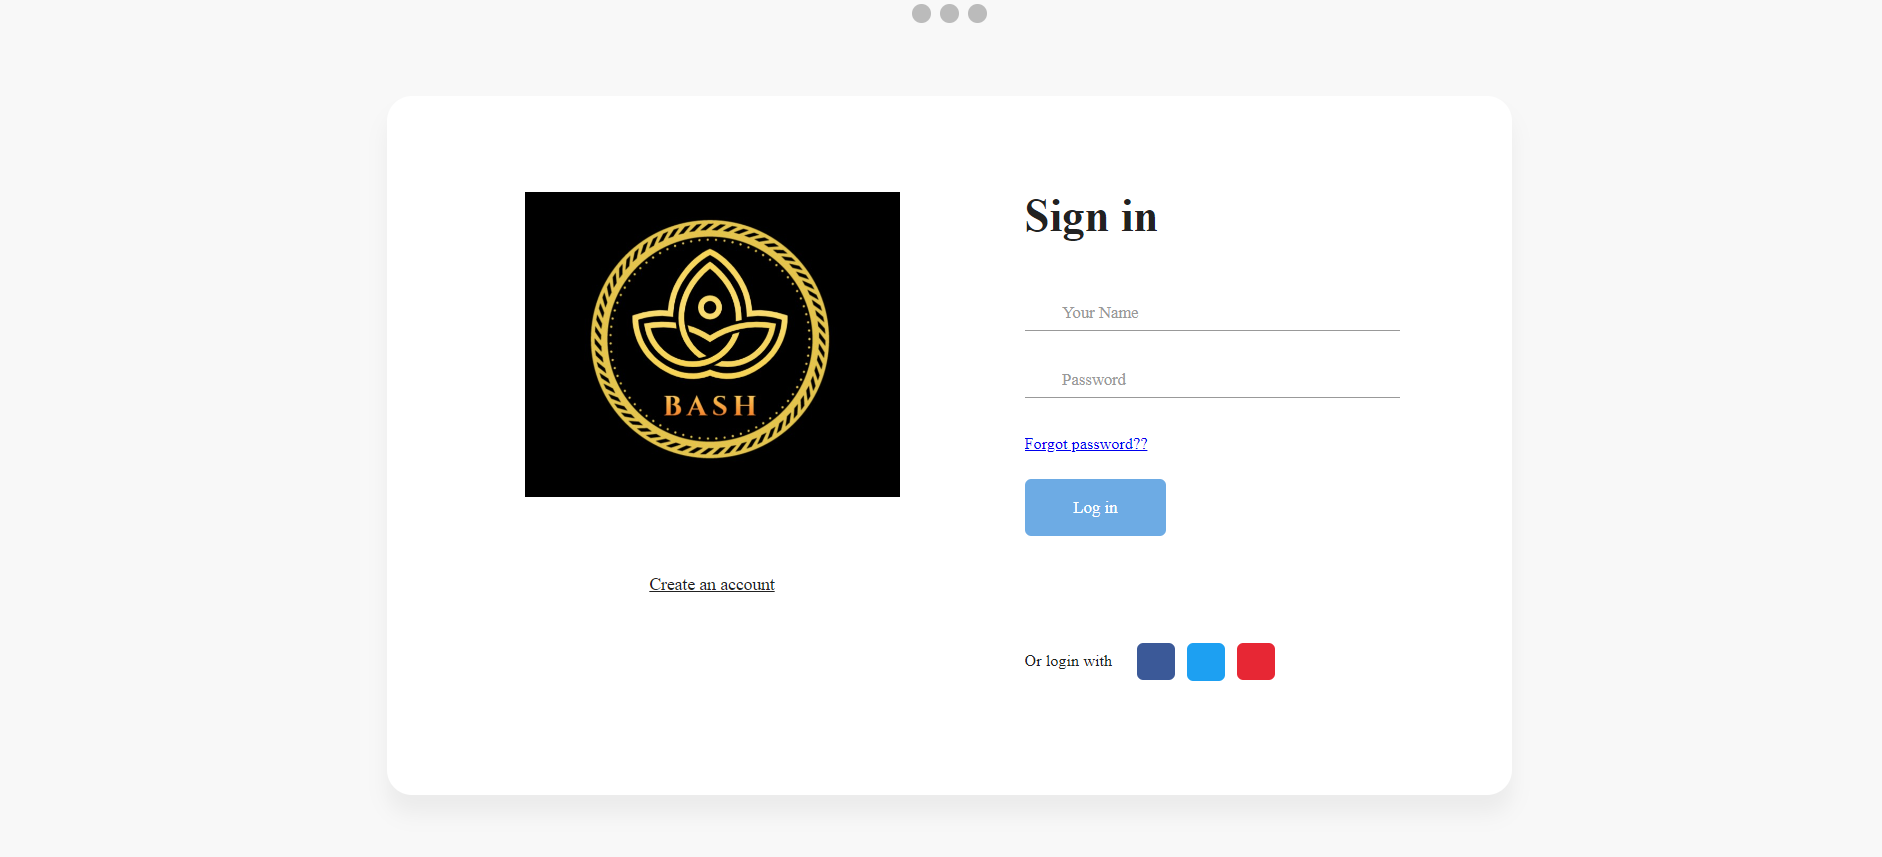 BASH
Create an account
Sign in
Your Name
Password
Forgot password??
Log in
Or login with